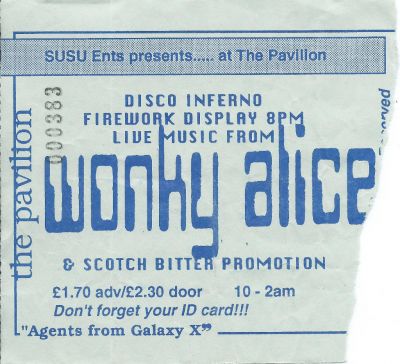 SUSU Ents presents..... at The Pavilion
000383
DISCO INFERNO
FIREWORK DISPLAY 8PM
LIVE MUSIC FROM
the pavilion
wonky alice
& SCOTCH BITTER PROMOTION
£1.70 adv/£2.30 door 10 - 2am
Don't forget your ID card!!!
"Agents from Galaxy X"